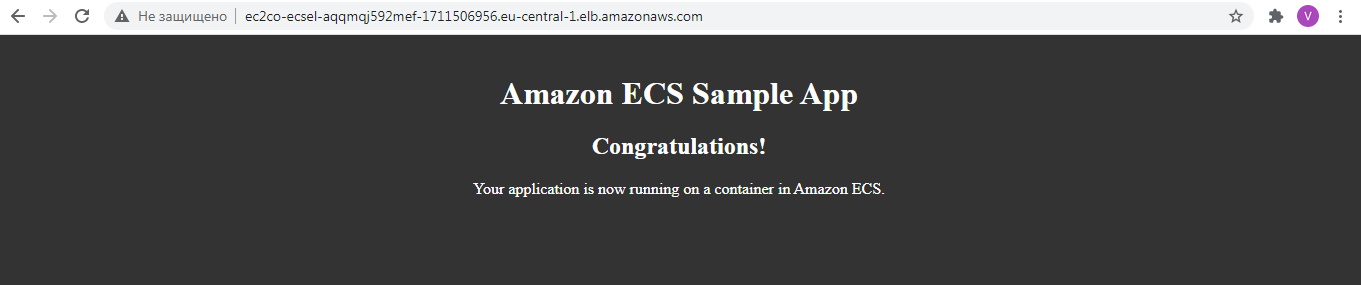 Не защищено ec2co-ecsel-aqqmqj592mef-1711506956.eu-central-1.elb.amazonaws.com
V
Amazon ECS Sample App
Congratulations!
Your application is now running on a container in Amazon ECS.